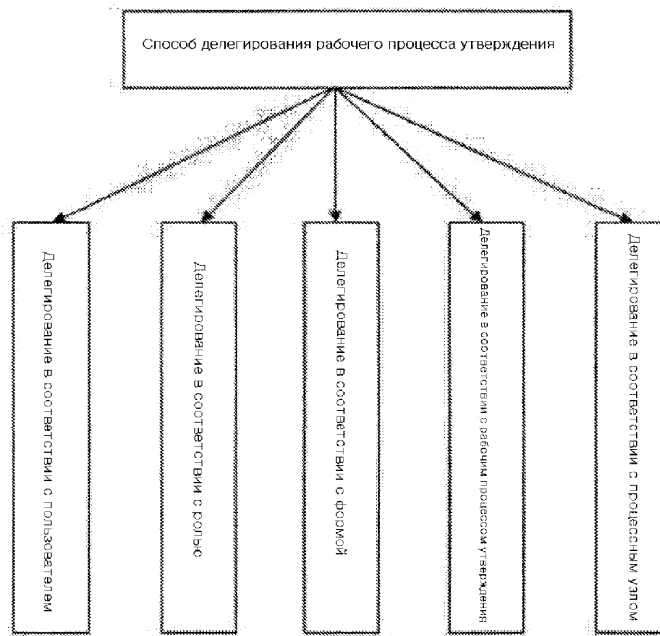 Способ делегирования рабочего процесса утверждения
Делегирование в соответствии с пользователем
Делегирование в соответствии с ролью
Делегирование в соответствии с формой
Делегирование в соответствии с рабочим процессом утверждения
Делегирование в соответствии с процессным узлом